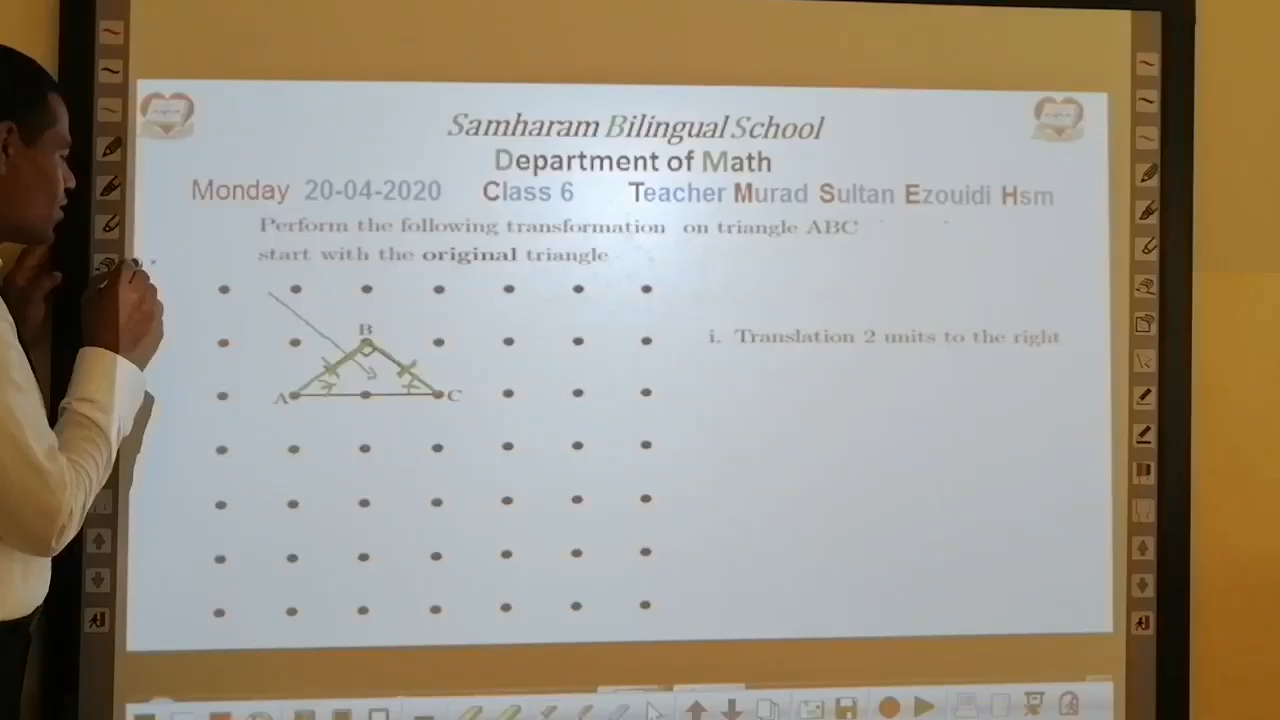 Samharam Bilingual School
Department of Math
Monday 20-04-2020 Class 6 Teacher Murad Sultan Ezouidi Hsm
Perform the following transformation on triangle ABC
start with the original triangle
B
i. Translation 2 units to the right
A
C